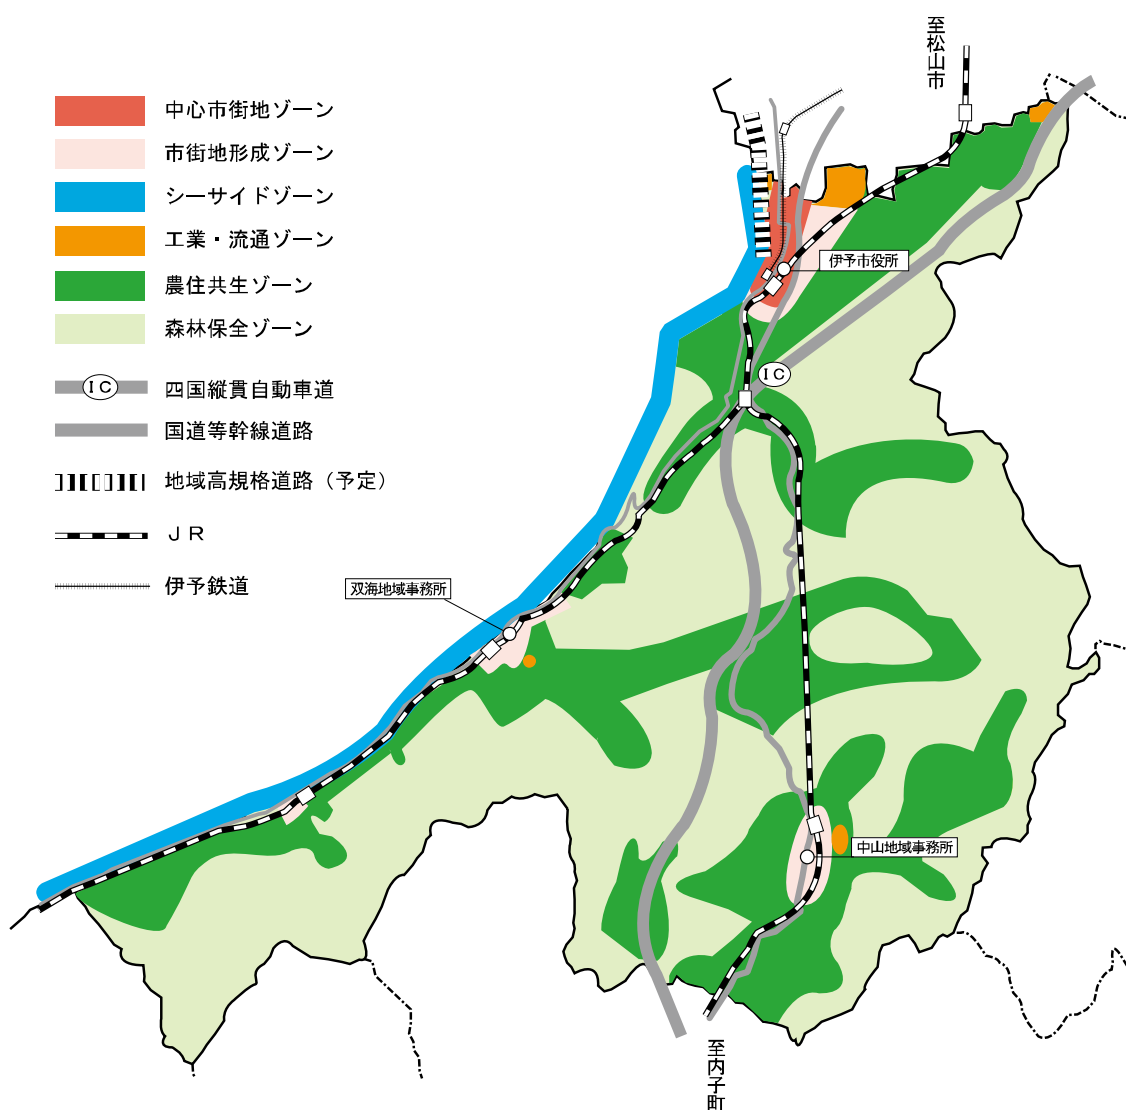 至松山市
中心市街地ゾーン
市街地形成ゾーン
シーサイドゾーン
工業・流通ゾーン
農住共生ゾーン
森林保全ゾーン
ＩＣ
四国縦貫自動車道
国道等幹線道路
地域高規格道路（予定）
ＪＲ
伊予鉄道
伊予市役所
ＩＣ
双海地域事務所
中山地域事務所
至内子町